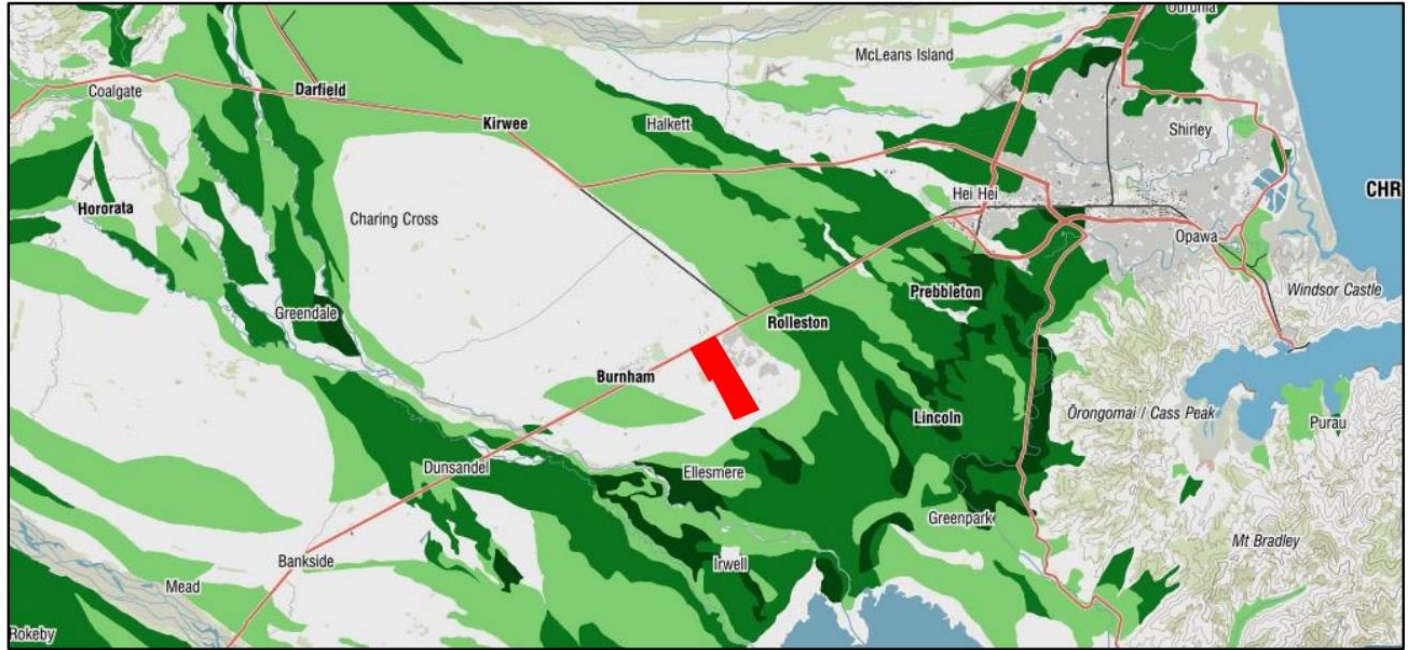 McLeans Island
Coalgate
Darfield
Kirwee
Halkett
Shirley
Hei Hei
CHR
Hororata
Charing Cross
Opawa
Greendale
Prebbleton
Windsor Castle
Rolleston
Burnham
Lincoln
Ōrongomai / Cass Peak
Purau
Dunsandel
Ellesmere
Greenpark
Mt Bradley
Bankside
Irwell
Mead
Rokeby